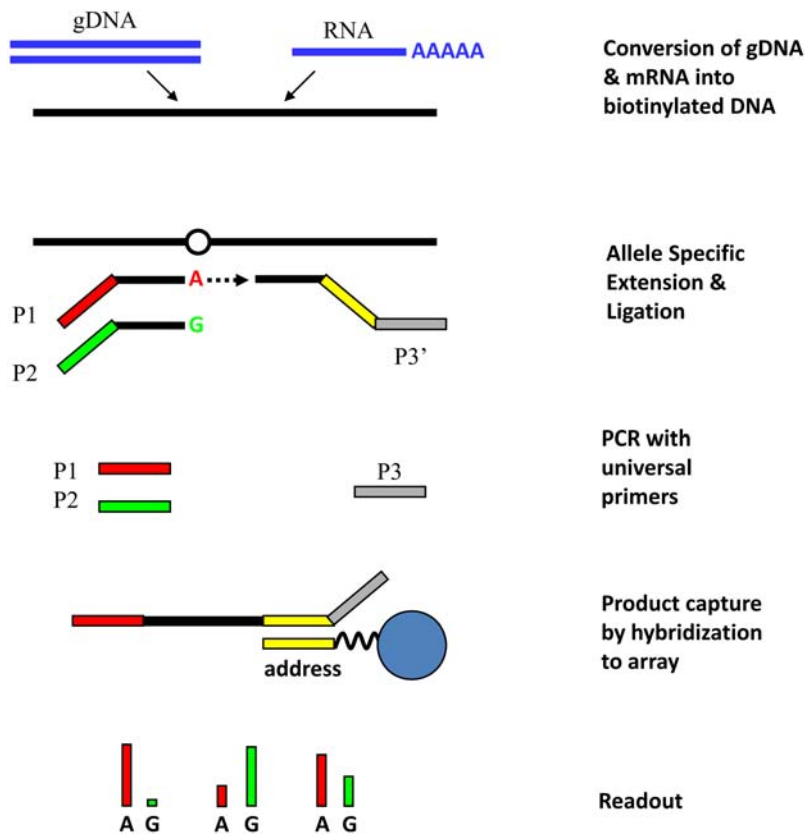 gDNA
RNA
AAAAA
Conversion of gDNA
& mRNA into
biotinylated DNA
A
P1
G
P2
P3’
Allele Specific
Extension &
Ligation
P1
P2
P3
PCR with
universal
primers
address
Product capture
by hybridization
to array
A G A G A G
Readout